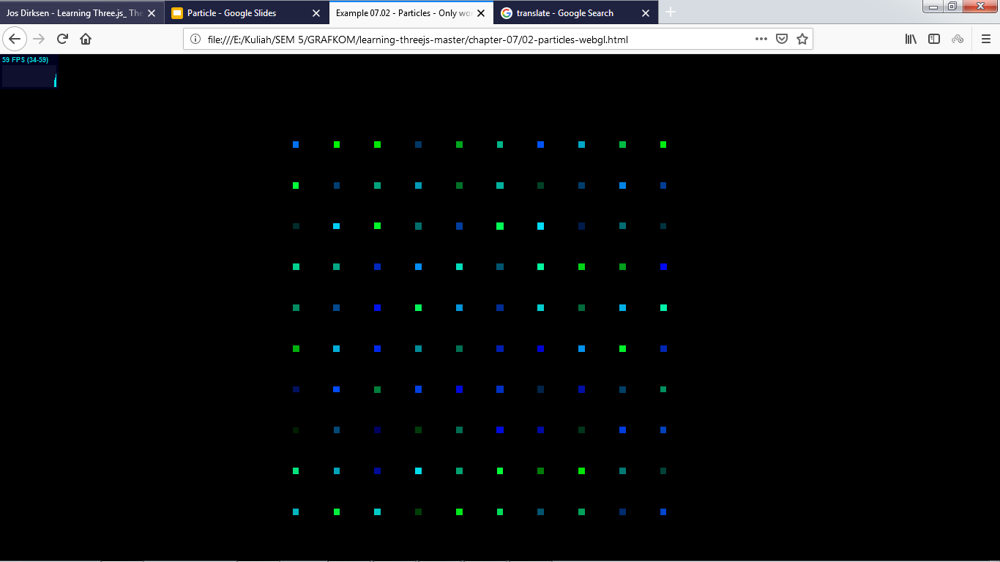 Jos Dirksen - Learning Three.js_ The
Particle - Google Slides
Example 07.02 - Particles - Only wo
translate - Google Search
file:///E:/Kuliah/SEM 5/GRAFKOM/learning-threejs-master/chapter-07/02-particles-webgl.html
59 FPS (34-59)